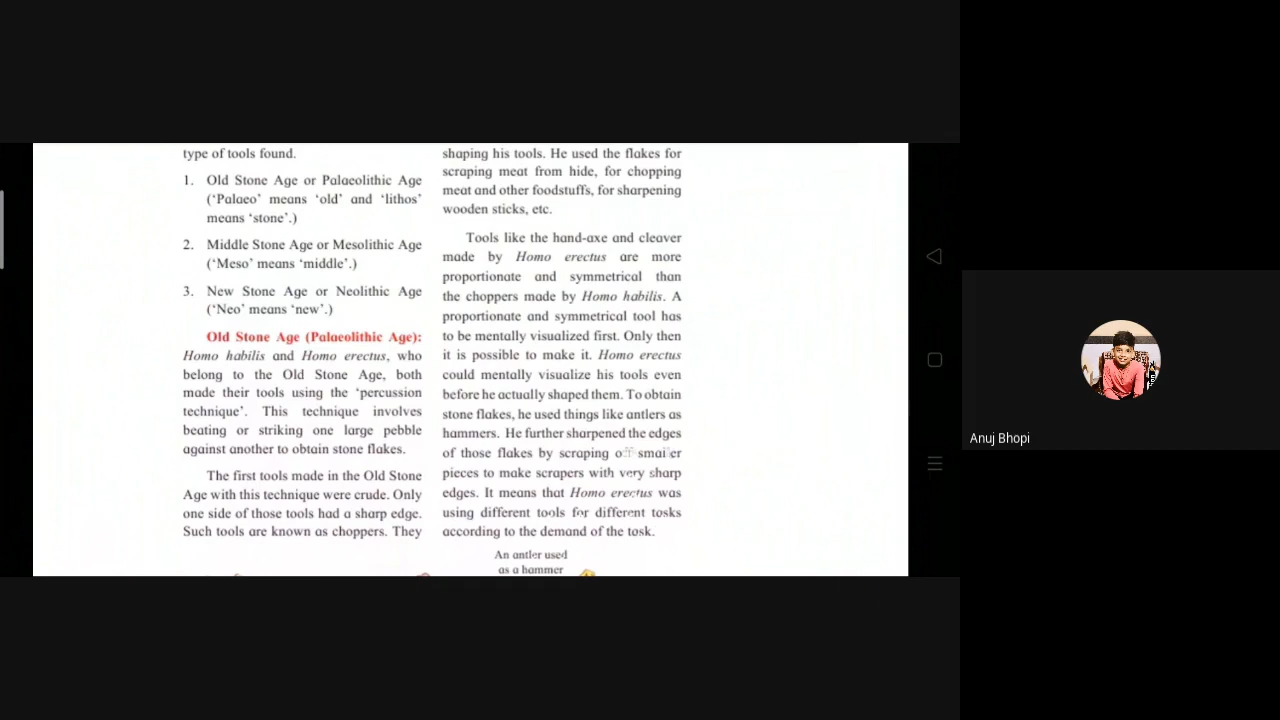 type of tools found.
1. Old Stone Age or Palaeolithic Age
(‘Palaeo’ means ‘old’ and ‘lithos’
means ‘stone’.)
2. Middle Stone Age or Mesolithic Age
(‘Meso’ means ‘middle’.)
3. New Stone Age or Neolithic Age
(‘Neo’ means ‘new’.)
Old Stone Age (Palaeolithic Age):
Homo habilis and Homo erectus, who
belong to the Old Stone Age, both
made their tools using the ‘percussion
technique’. This technique involves
beating or striking one large pebble
against another to obtain stone flakes.
The first tools made in the Old Stone
Age with this technique were crude. Only
one side of those tools had a sharp edge.
Such tools are known as choppers. They
shaping his tools. He used the flakes for
scraping meat from hide, for chopping
meat and other foodstuffs, for sharpening
wooden sticks, etc.
Tools like the hand-axe and cleaver
made by Homo erectus are more
proportionate and symmetrical than
the choppers made by Homo habilis. A
proportionate and symmetrical tool has
to be mentally visualized first. Only then
it is possible to make it. Homo erectus
could mentally visualize his tools even
before he actually shaped them. To obtain
stone flakes, he used things like antlers as
hammers. He further sharpened the edges
of those flakes by scraping off smaller
pieces to make scrapers with very sharp
edges. It means that Homo erectus was
using different tools for different tasks
according to the demand of the task.
An antler used
as a hammer
Anuj Bhopi